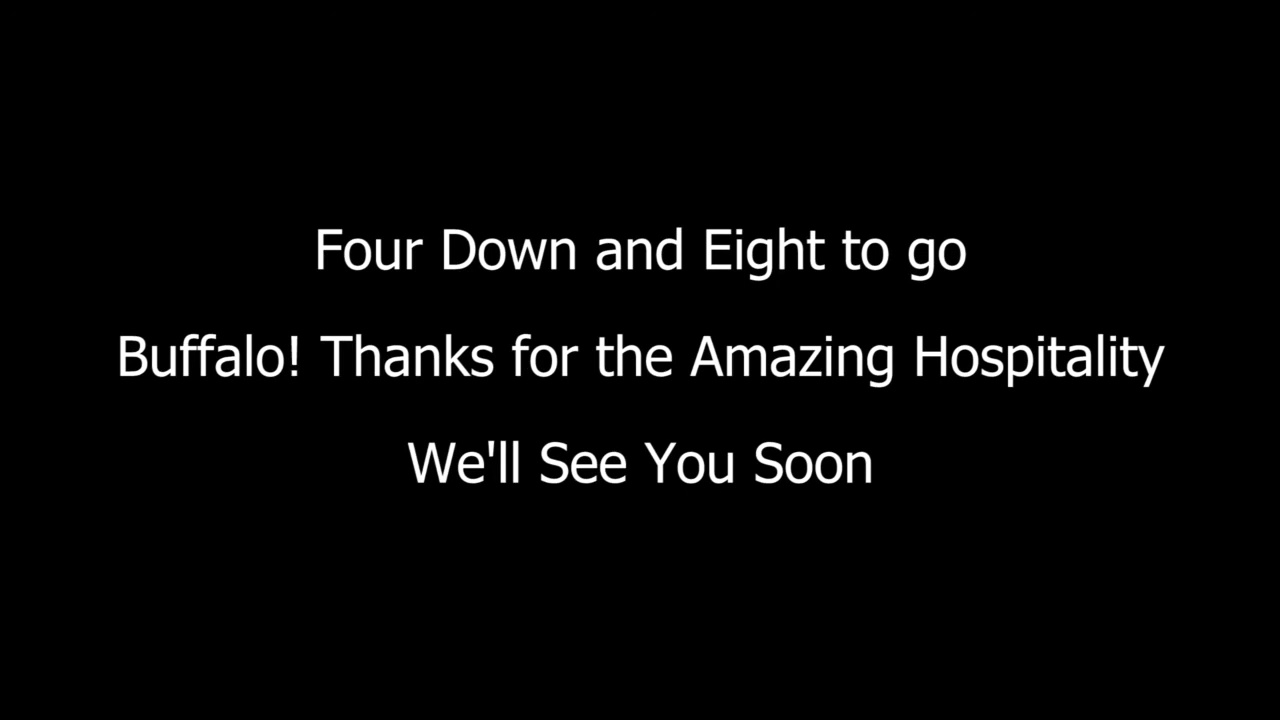 Four Down and Eight to go
Buffalo! Thanks for the Amazing Hospitality
We'll See You Soon